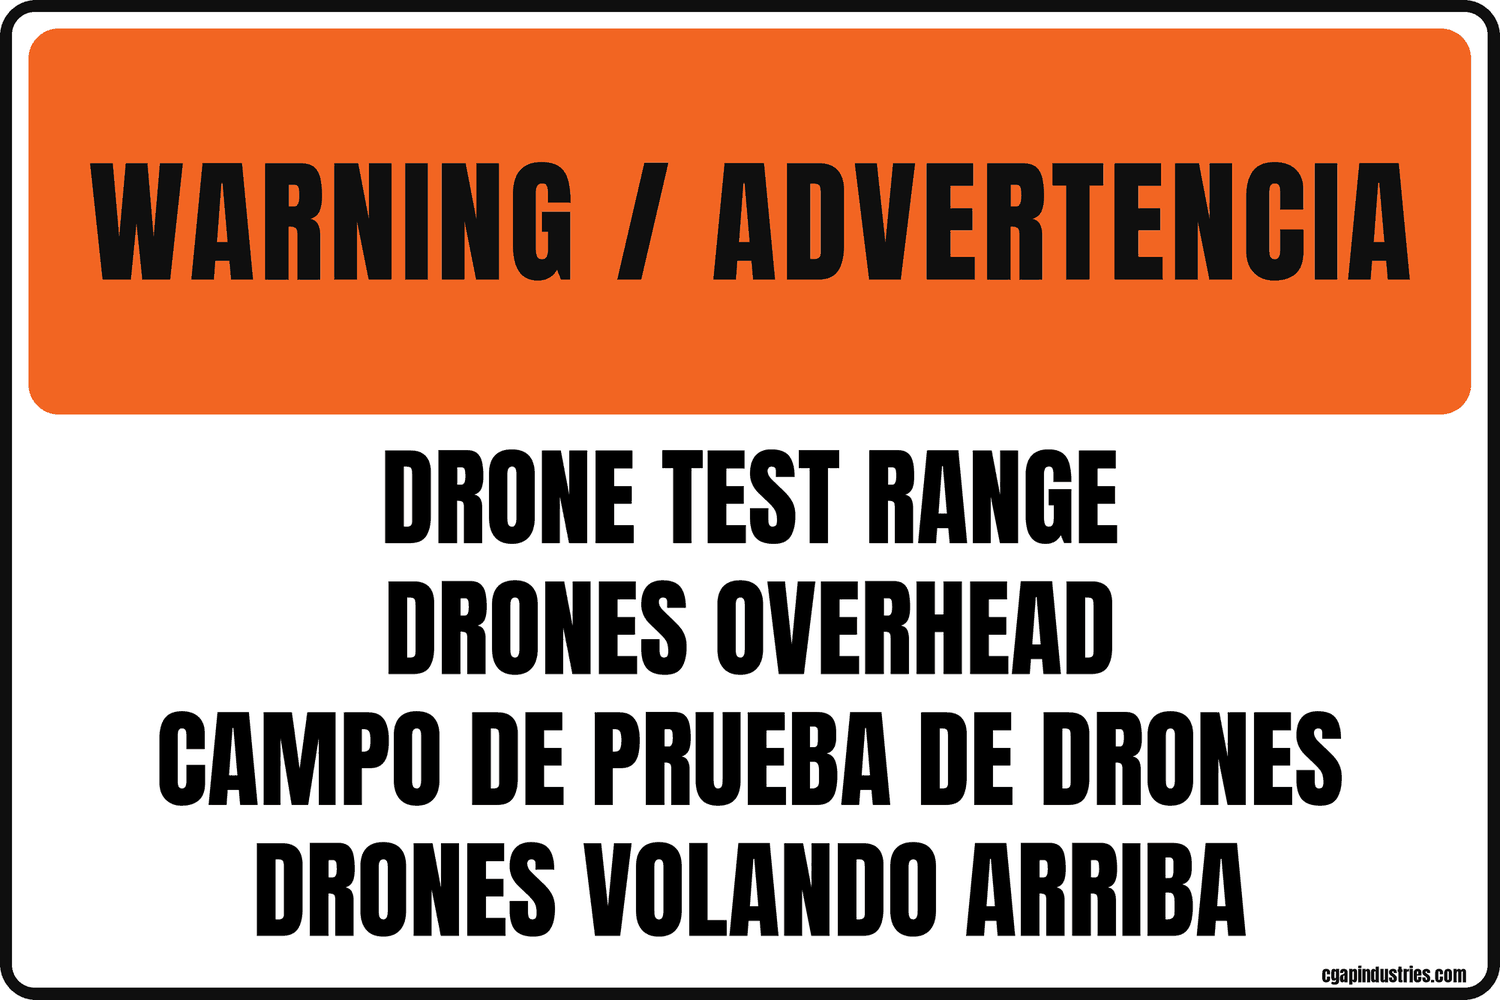 WARNING / ADVERTENCIA
DRONE TEST RANGE
DRONES OVERHEAD
CAMPO DE PRUEBA DE DRONES
DRONES VOLANDO ARRIBA
cgapindustries.com